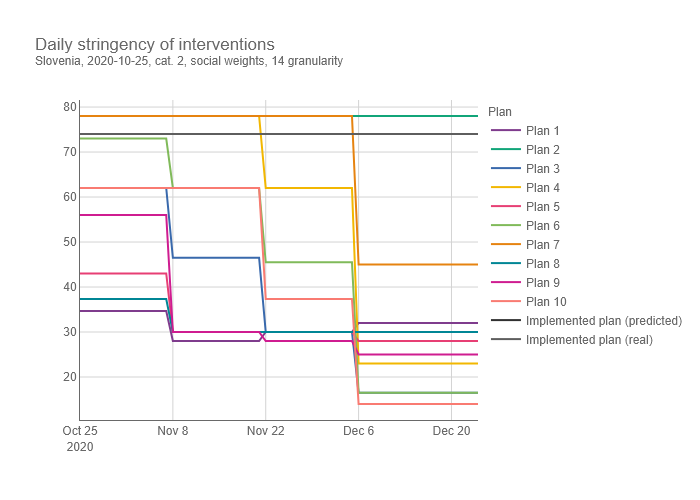 Daily stringency of interventions
Slovenia, 2020-10-25, cat. 2, social weights, 14 granularity
80
70
60
50
40
30
20
Oct 25
2020
Nov 8
Nov 22
Dec 6
Dec 20
Plan
Plan 1
Plan 2
Plan 3
Plan 4
Plan 5
Plan 6
Plan 7
Plan 8
Plan 9
Plan 10
Implemented plan (predicted)
Implemented plan (real)